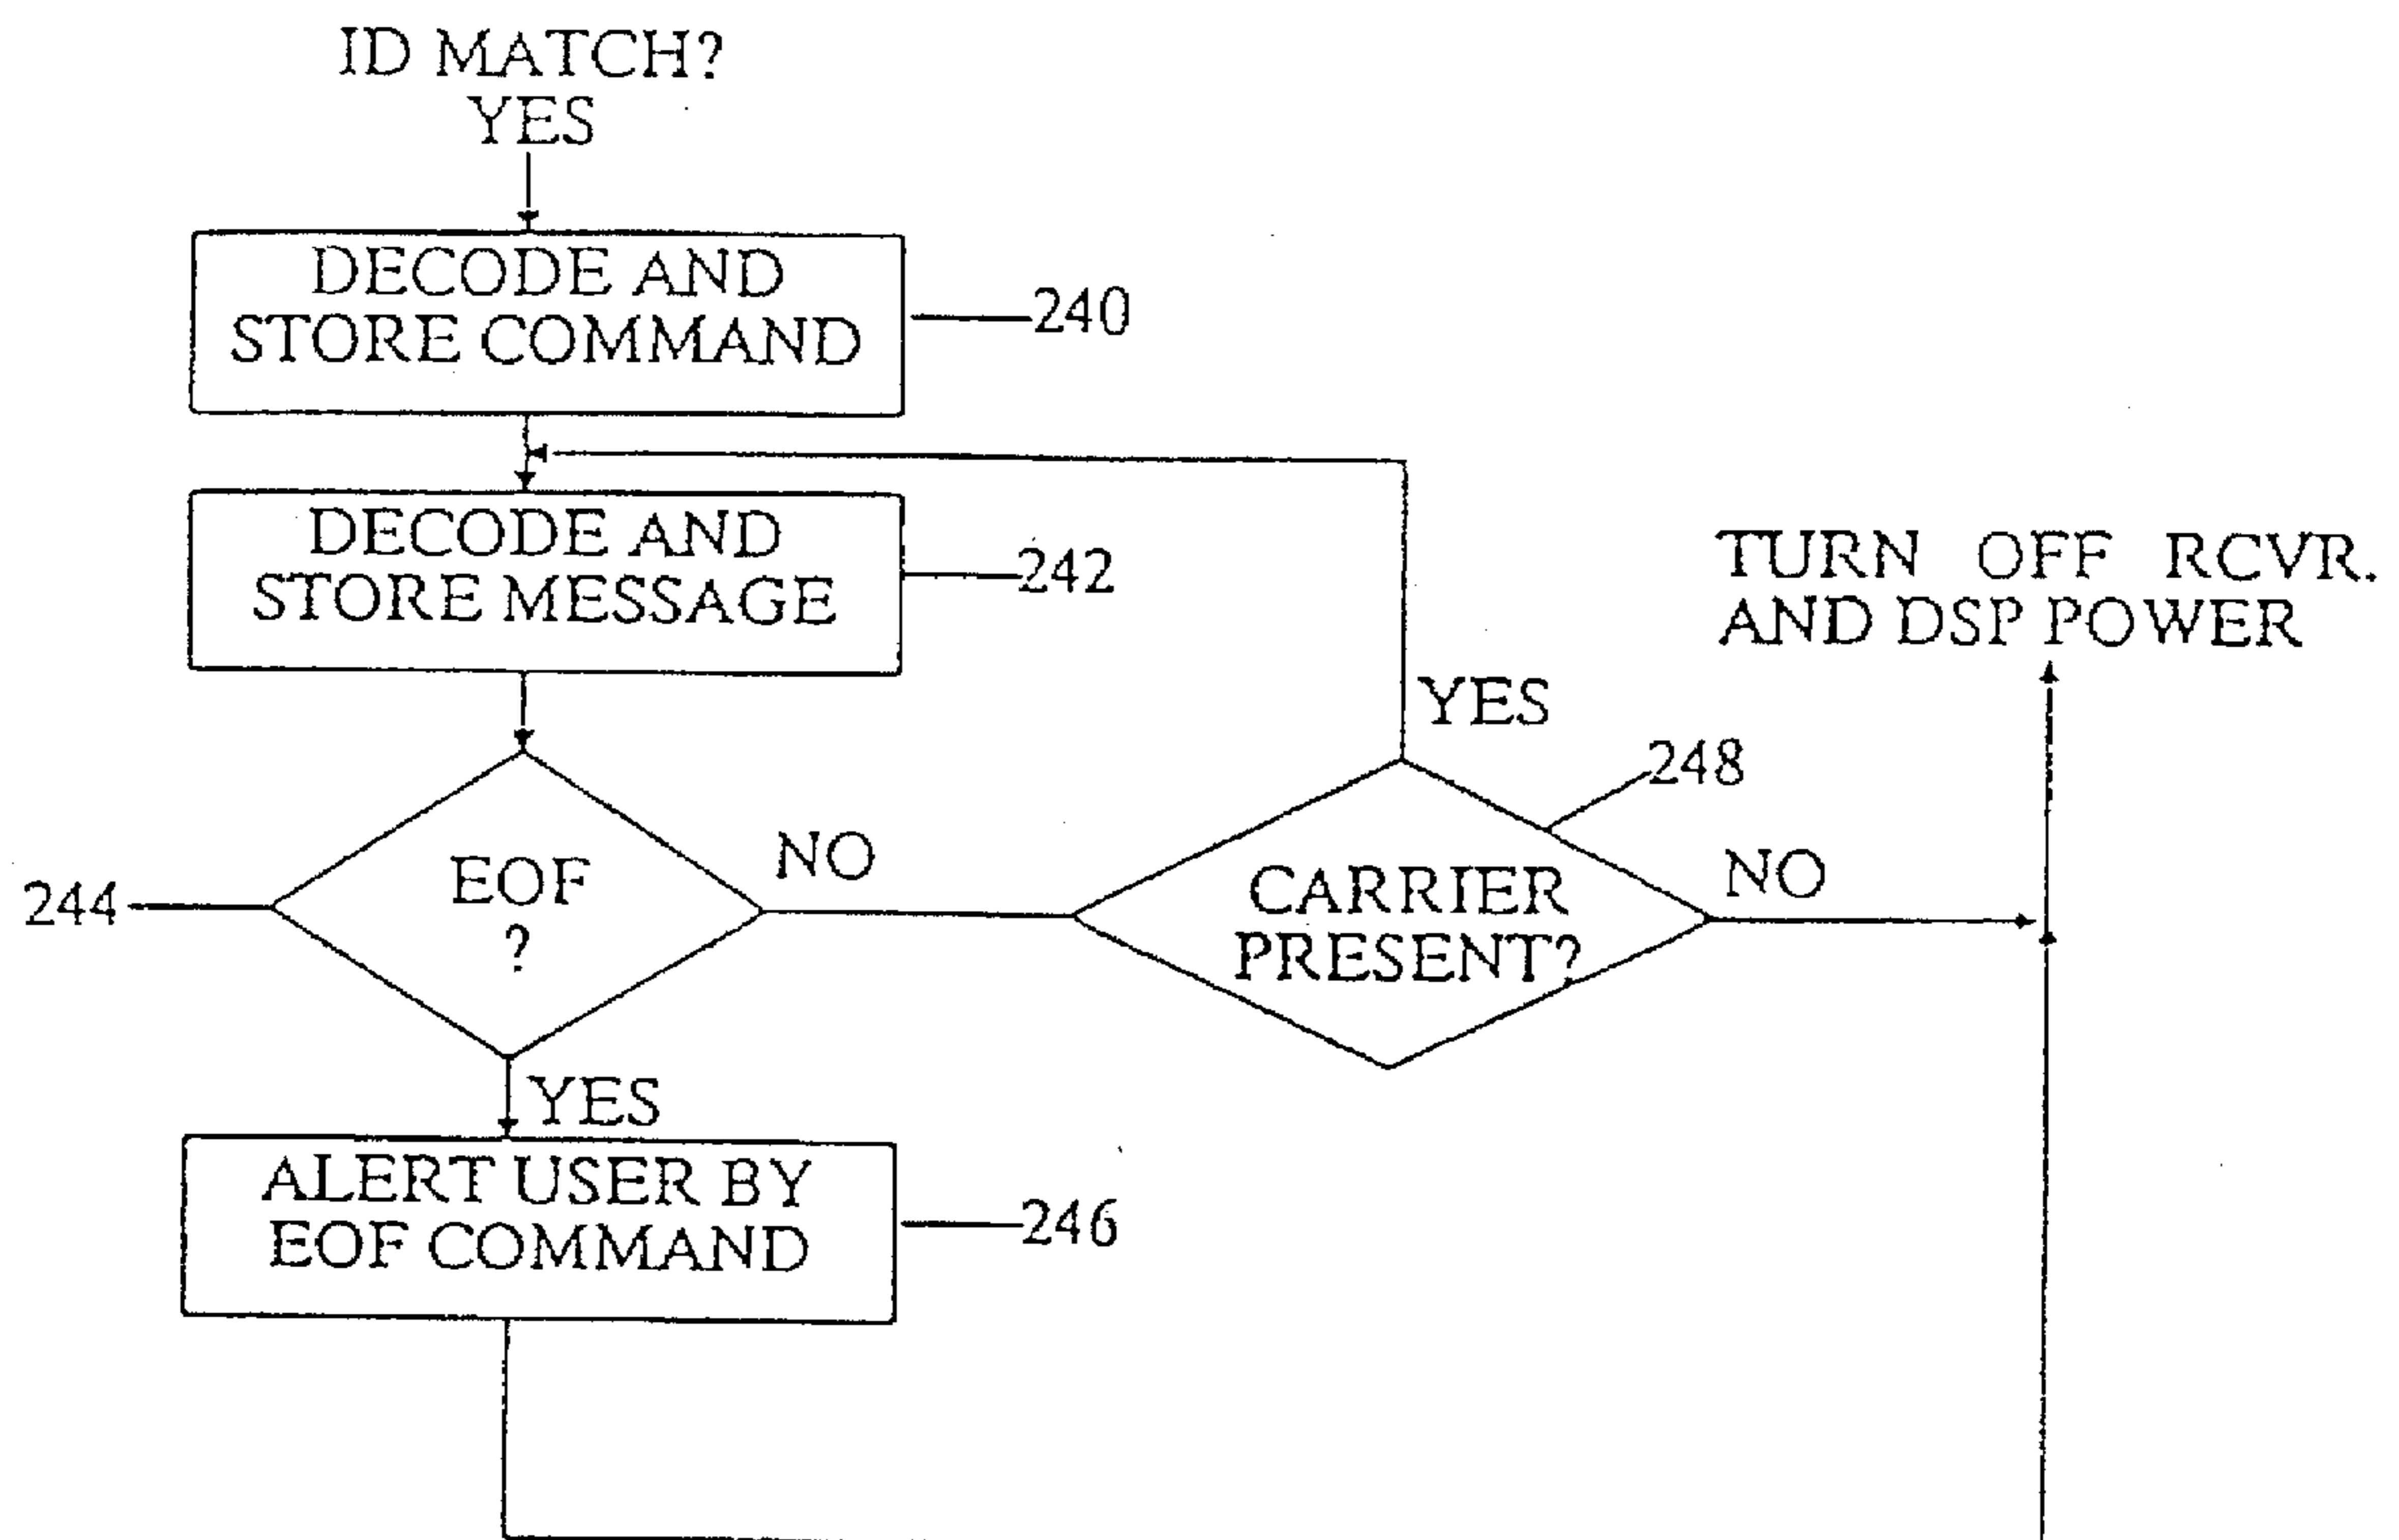 ID MATCH?
YES
DECODE AND
STORE COMMAND
240
DECODE AND
STORE MESSAGE
242
TURN OFF RCVR.
AND DSP POWER
YES
248
244
EOF
?
NO
CARRIER
PRESENT?
NO
YES
ALERT USER BY
EOF COMMAND
246